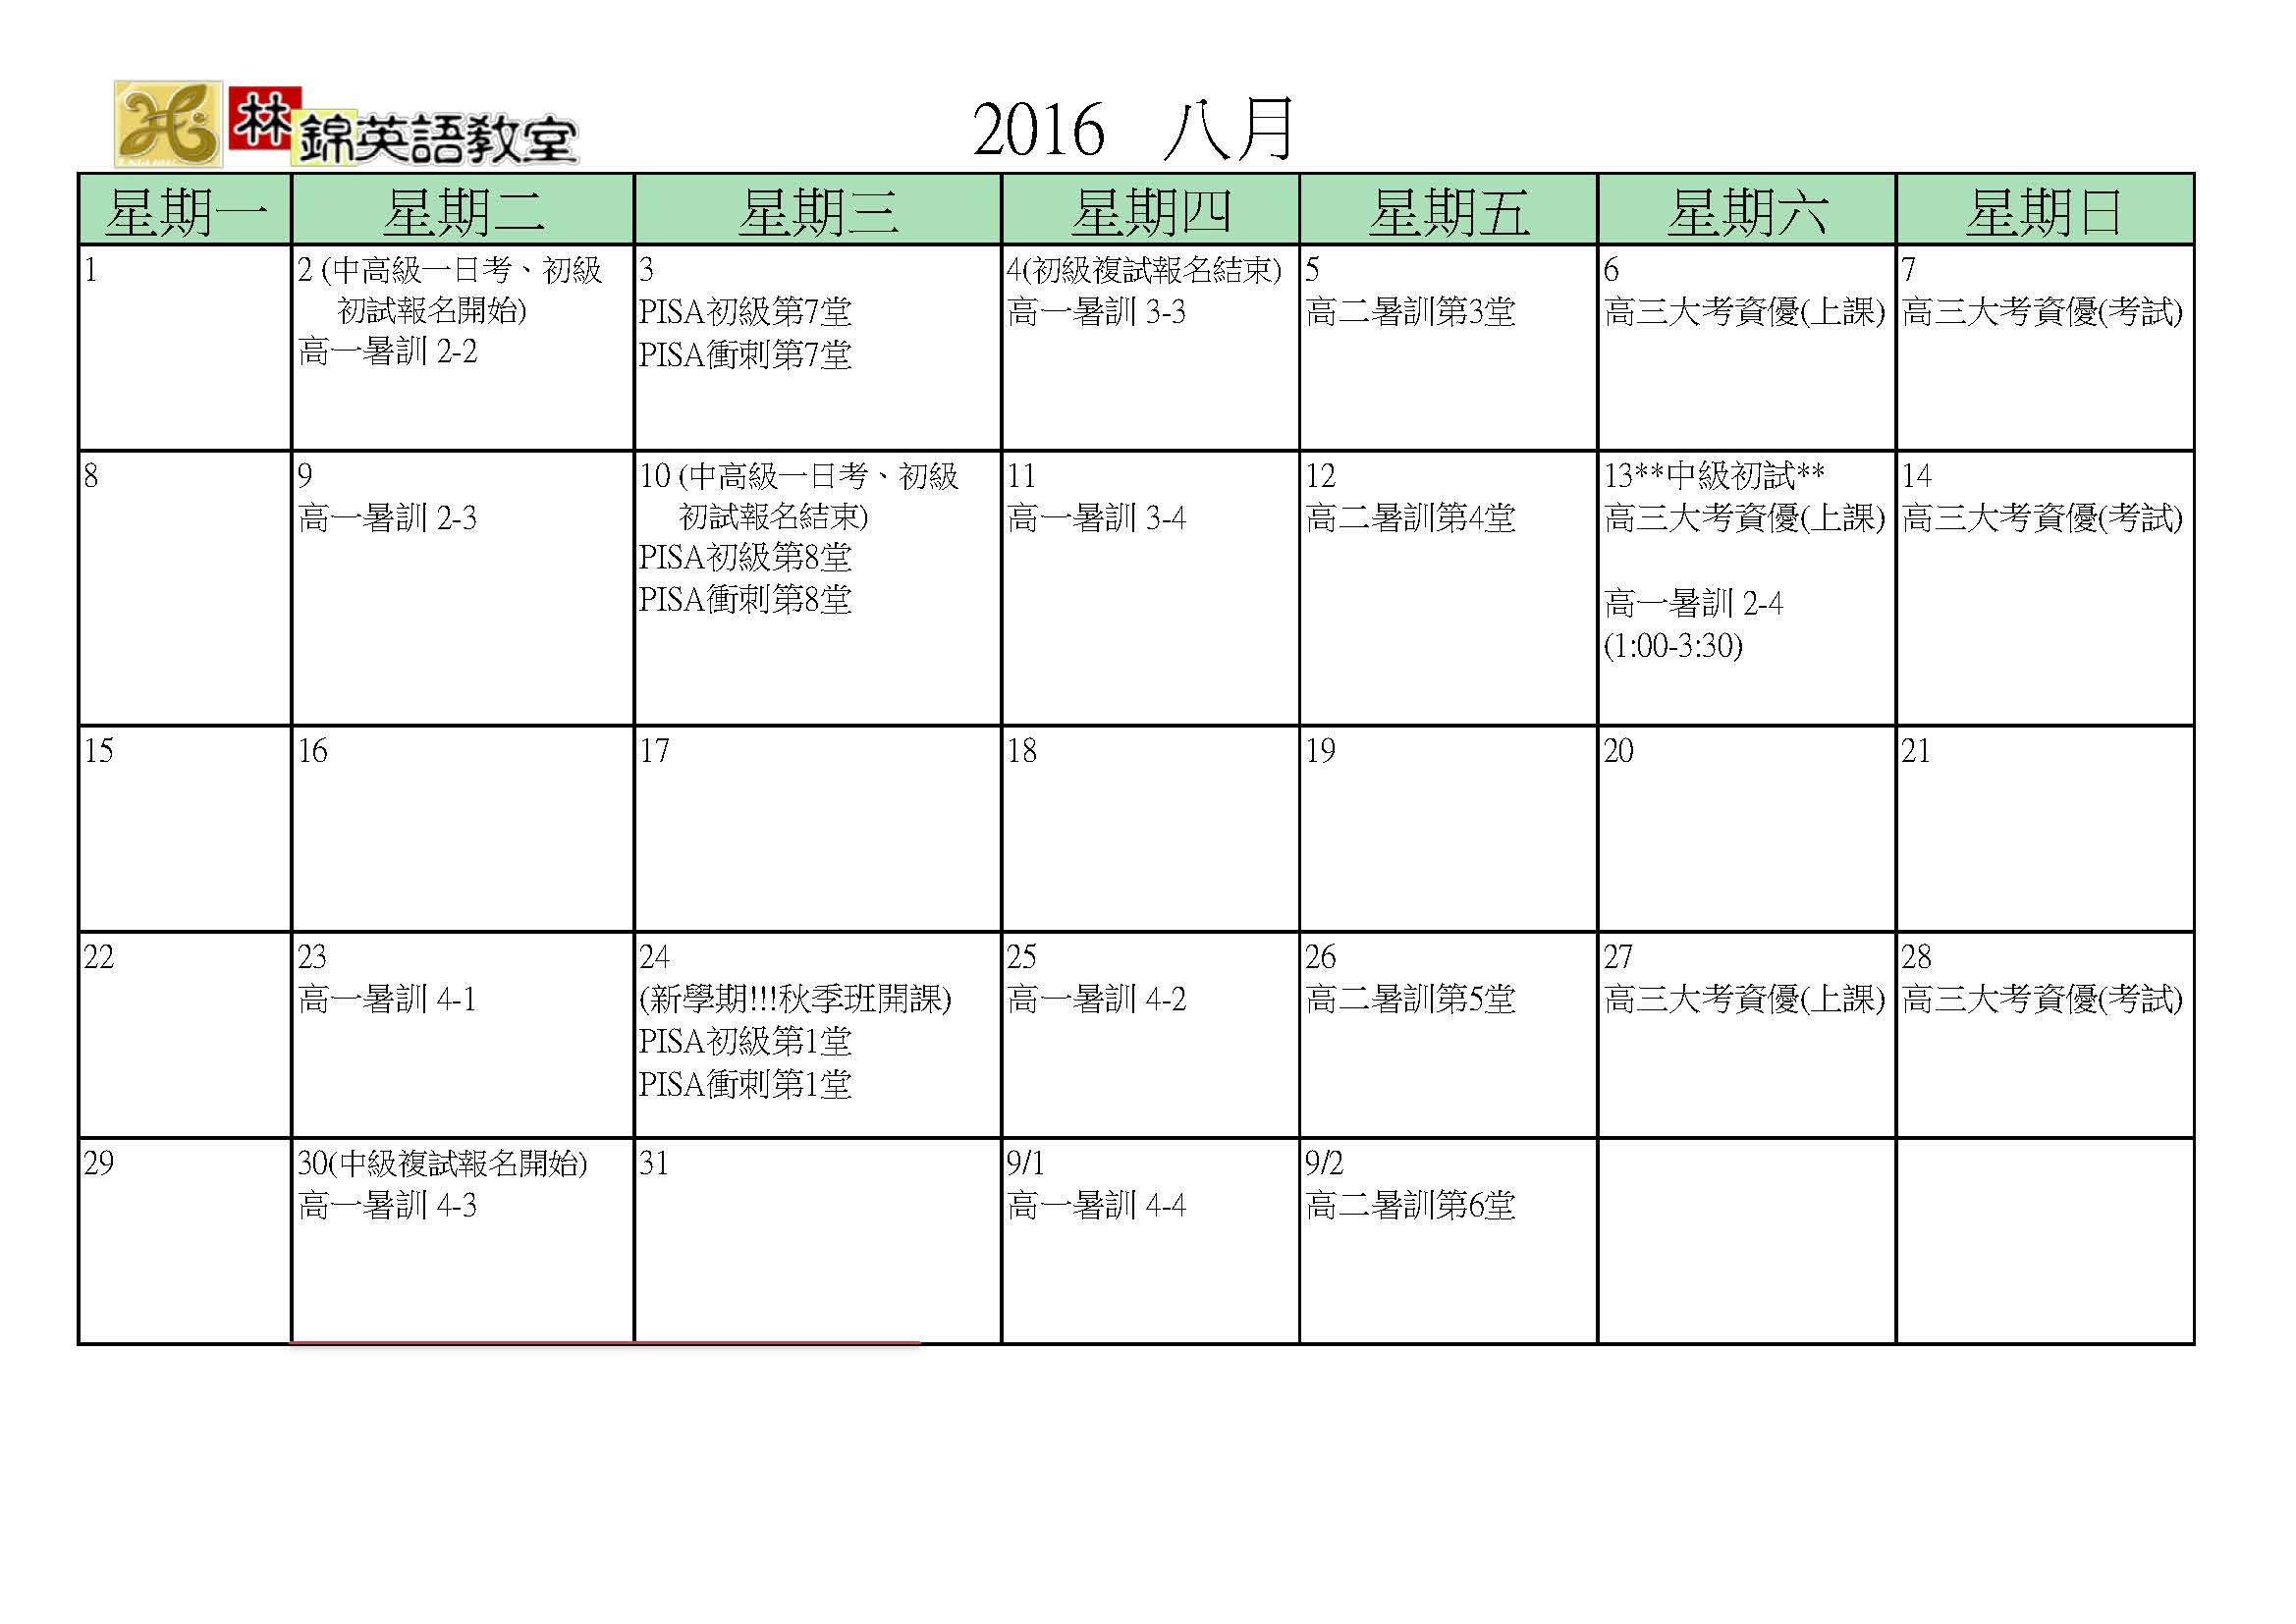 林錦英語教室
2016 八月
星期一 星期二 星期三 星期四 星期五 星期六 星期日
1
2 (中高級一日考、初級
初試報名開始)
高一暑訓 2-2
3
PISA初級第7堂
PISA衝刺第7堂
4(初級複試報名結束)
高一暑訓 3-3
5
高二暑訓第3堂
6
高三大考資優(上課)
7
高三大考資優(考試)
8
9
高一暑訓 2-3
10 (中高級一日考、初級
初試報名結束)
PISA初級第8堂
PISA衝刺第8堂
11
高一暑訓 3-4
12
高二暑訓第4堂
13**中級初試**
高三大考資優(上課)
高一暑訓 2-4
(1:00-3:30)
14
高三大考資優(考試)
15
16
17
18
19
20
21
22
23
高一暑訓 4-1
24
(新學期!!!秋季班開課)
PISA初級第1堂
PISA衝刺第1堂
25
高一暑訓 4-2
26
高二暑訓第5堂
27
高三大考資優(上課)
28
高三大考資優(考試)
29
30(中級複試報名開始)
高一暑訓 4-3
31
9/1
高一暑訓 4-4
9/2
高二暑訓第6堂